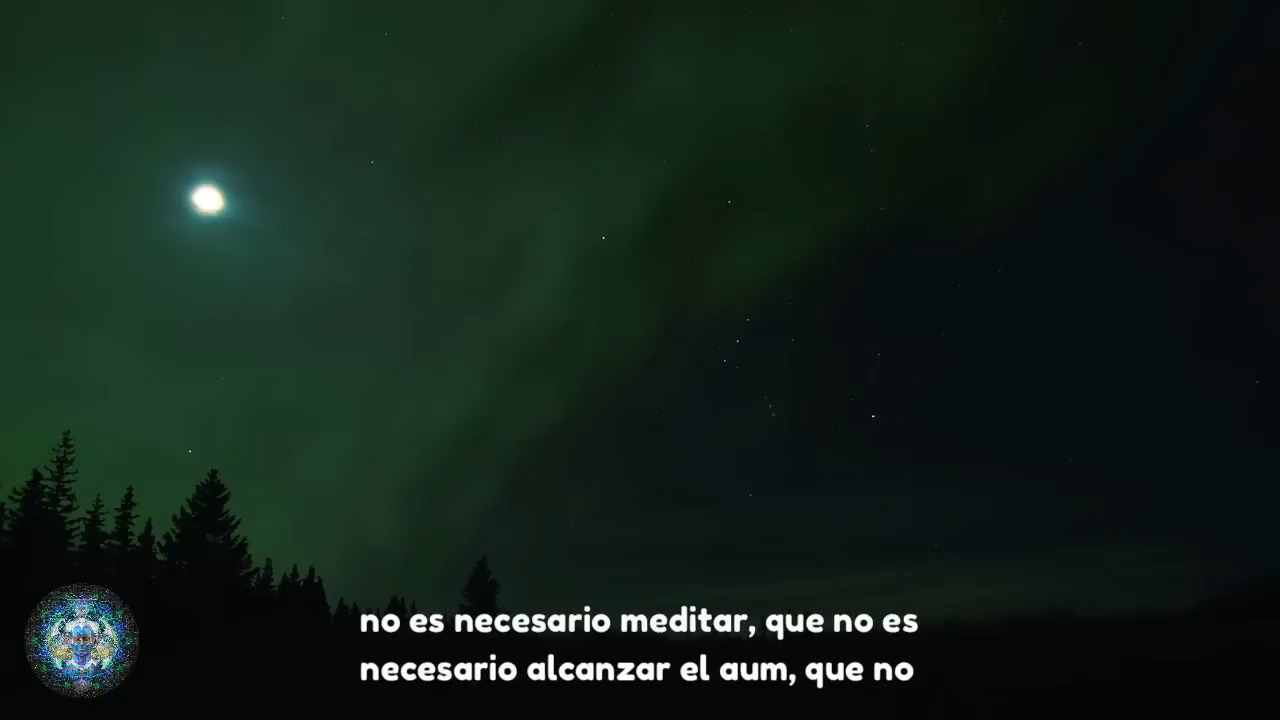 no es necesario meditar, que no es
necesario alcanzar el aum, que no